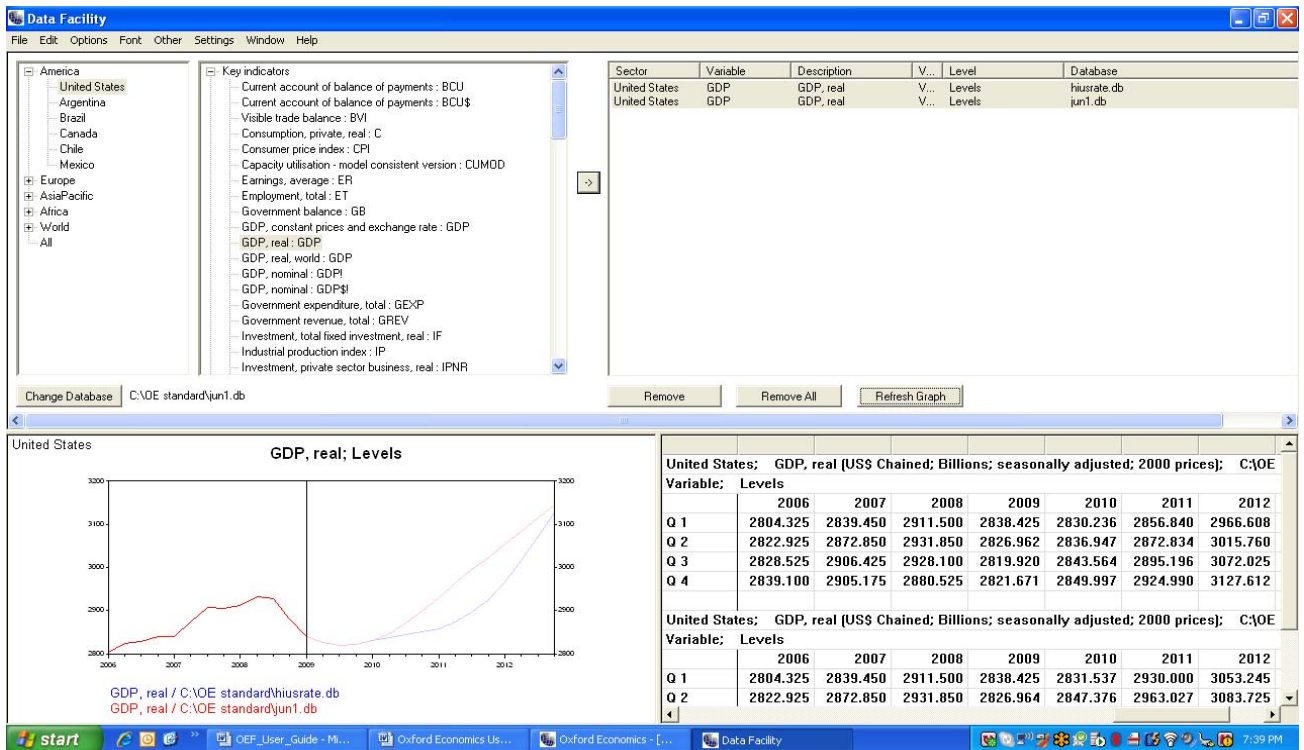 Data Facility
File Edit Options Font Other Settings Window Help
America
United States
Argentina
Brazil
Canada
Chile
Mexico
Europe
AsiaPacific
Africa
World
All
Key indicators
Current account of balance of payments : BCU
Current account of balance of payments : BCU$
Visible trade balance : BVI
Consumption, private, real : C
Consumer price index : CPI
Capacity utilisation - model consistent version : CUMOD
Earnings, average : ER
Employment, total : ET
Government balance : GB
GDP, constant prices and exchange rate : GDP
GDP, real : GDP
GDP, real, world : GDP
GDP, nominal : GDP!
GDP, nominal : GDP$!
Government expenditure, total : GEXP
Government revenue, total : GREV
Investment, total fixed investment, real : IF
Industrial production index : IP
Investment, private sector business, real : IPNR
->
Sector Variable Description V... Level Database
United States GDP GDP, real V... Levels hiusrate.db
United States GDP GDP, real V... Levels jun1.db
Change Database C:\OE standard\jun1.db
Remove Remove All Refresh Graph
United States
GDP, real; Levels
3200 3200
3100 3100
3000 3000
2900 2900
2800 2800
2006 2007 2008 2009 2010 2011 2012
GDP, real / C:\OE standard\hiusrate.db
GDP, real / C:\OE standard\jun1.db
United States; GDP, real (US$ Chained; Billions; seasonally adjusted; 2000 prices); C:\OE
Variable; Levels
2006 2007 2008 2009 2010 2011 2012
Q 1 2804.325 2839.450 2911.500 2838.425 2830.236 2856.840 2966.608
Q 2 2822.925 2872.850 2931.850 2826.962 2836.947 2872.834 3015.760
Q 3 2828.525 2906.425 2928.100 2819.920 2843.564 2895.196 3072.025
Q 4 2839.100 2905.175 2880.525 2821.671 2849.997 2924.990 3127.612
United States; GDP, real (US$ Chained; Billions; seasonally adjusted; 2000 prices); C:\OE
Variable; Levels
2006 2007 2008 2009 2010 2011 2012
Q 1 2804.325 2839.450 2911.500 2838.425 2831.537 2930.000 3053.245
Q 2 2822.925 2872.850 2931.850 2826.964 2847.376 2963.027 3083.725
start OEF_User_Guide - Mi... Oxford Economics Us... Oxford Economics - [... Data Facility 7:39 PM